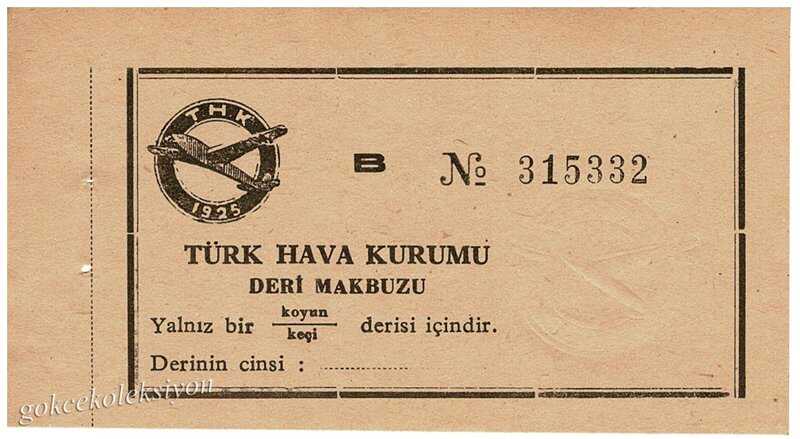 THK
1925
B № 315332
TÜRK HAVA KURUMU
DERİ MAKBUZU
Yalnız bir koyun/keçi derisi içindir.
Derinin cinsi : ....................
gokcekoleksiyon